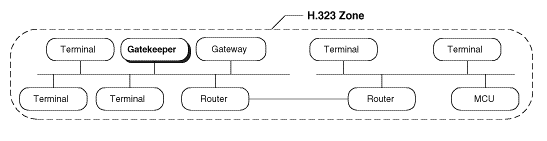 H.323 Zone
Terminal Gatekeeper Gateway Terminal Terminal
Terminal Terminal Router Router MCU